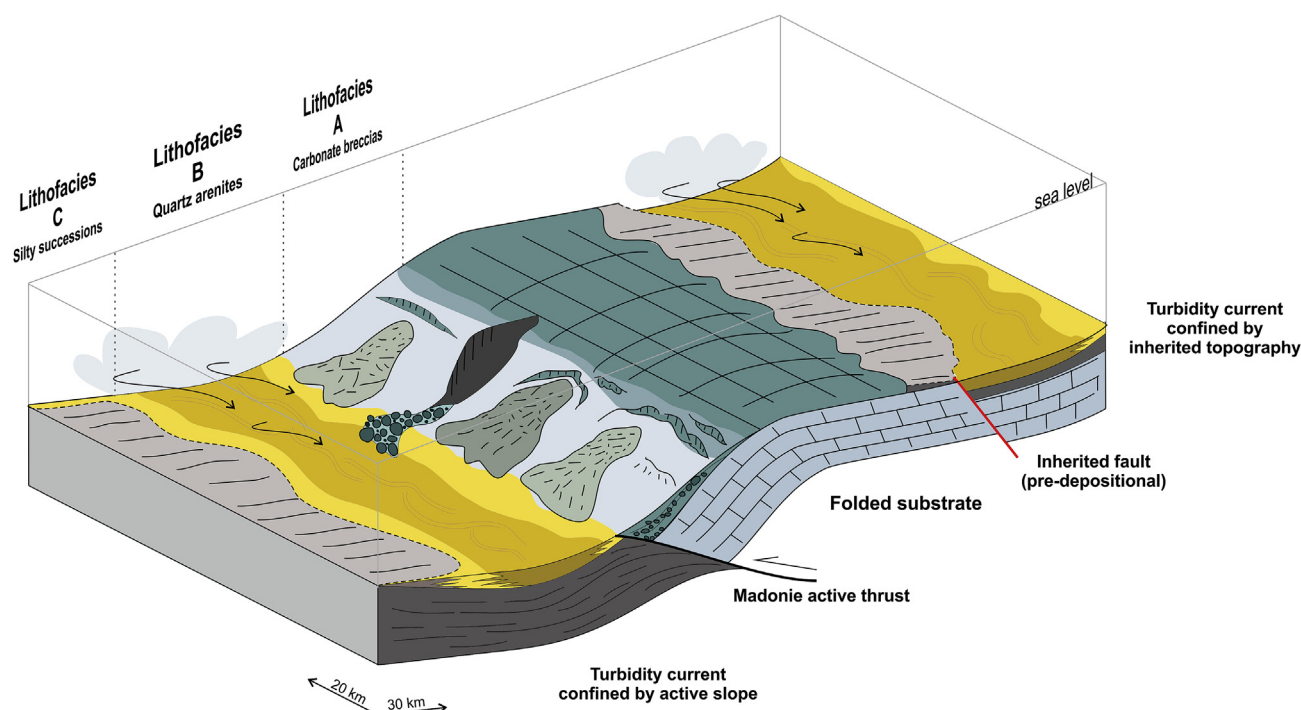 Lithofacies
A
Carbonate breccias
Lithofacies
B
Quartz arenites
Lithofacies
C
Silty successions
sea level
Turbidity current
confined by
inherited topography
Inherited fault
(pre-depositional)
Folded substrate
Madonie active thrust
Turbidity current
confined by active slope
20 km
30 km